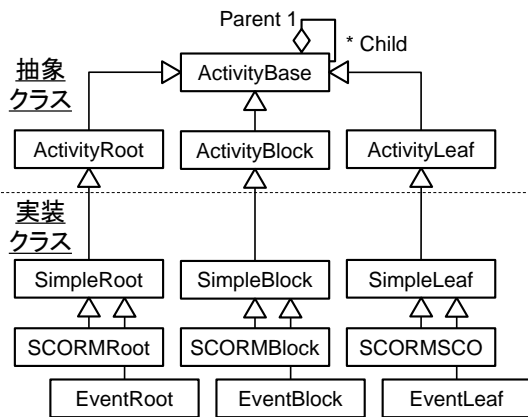 Parent 1
* Child
抽象
クラス
ActivityBase
ActivityRoot
ActivityBlock
ActivityLeaf
実装
クラス
SimpleRoot
SimpleBlock
SimpleLeaf
SCORMRoot
SCORMBlock
SCORMSCO
EventRoot
EventBlock
EventLeaf